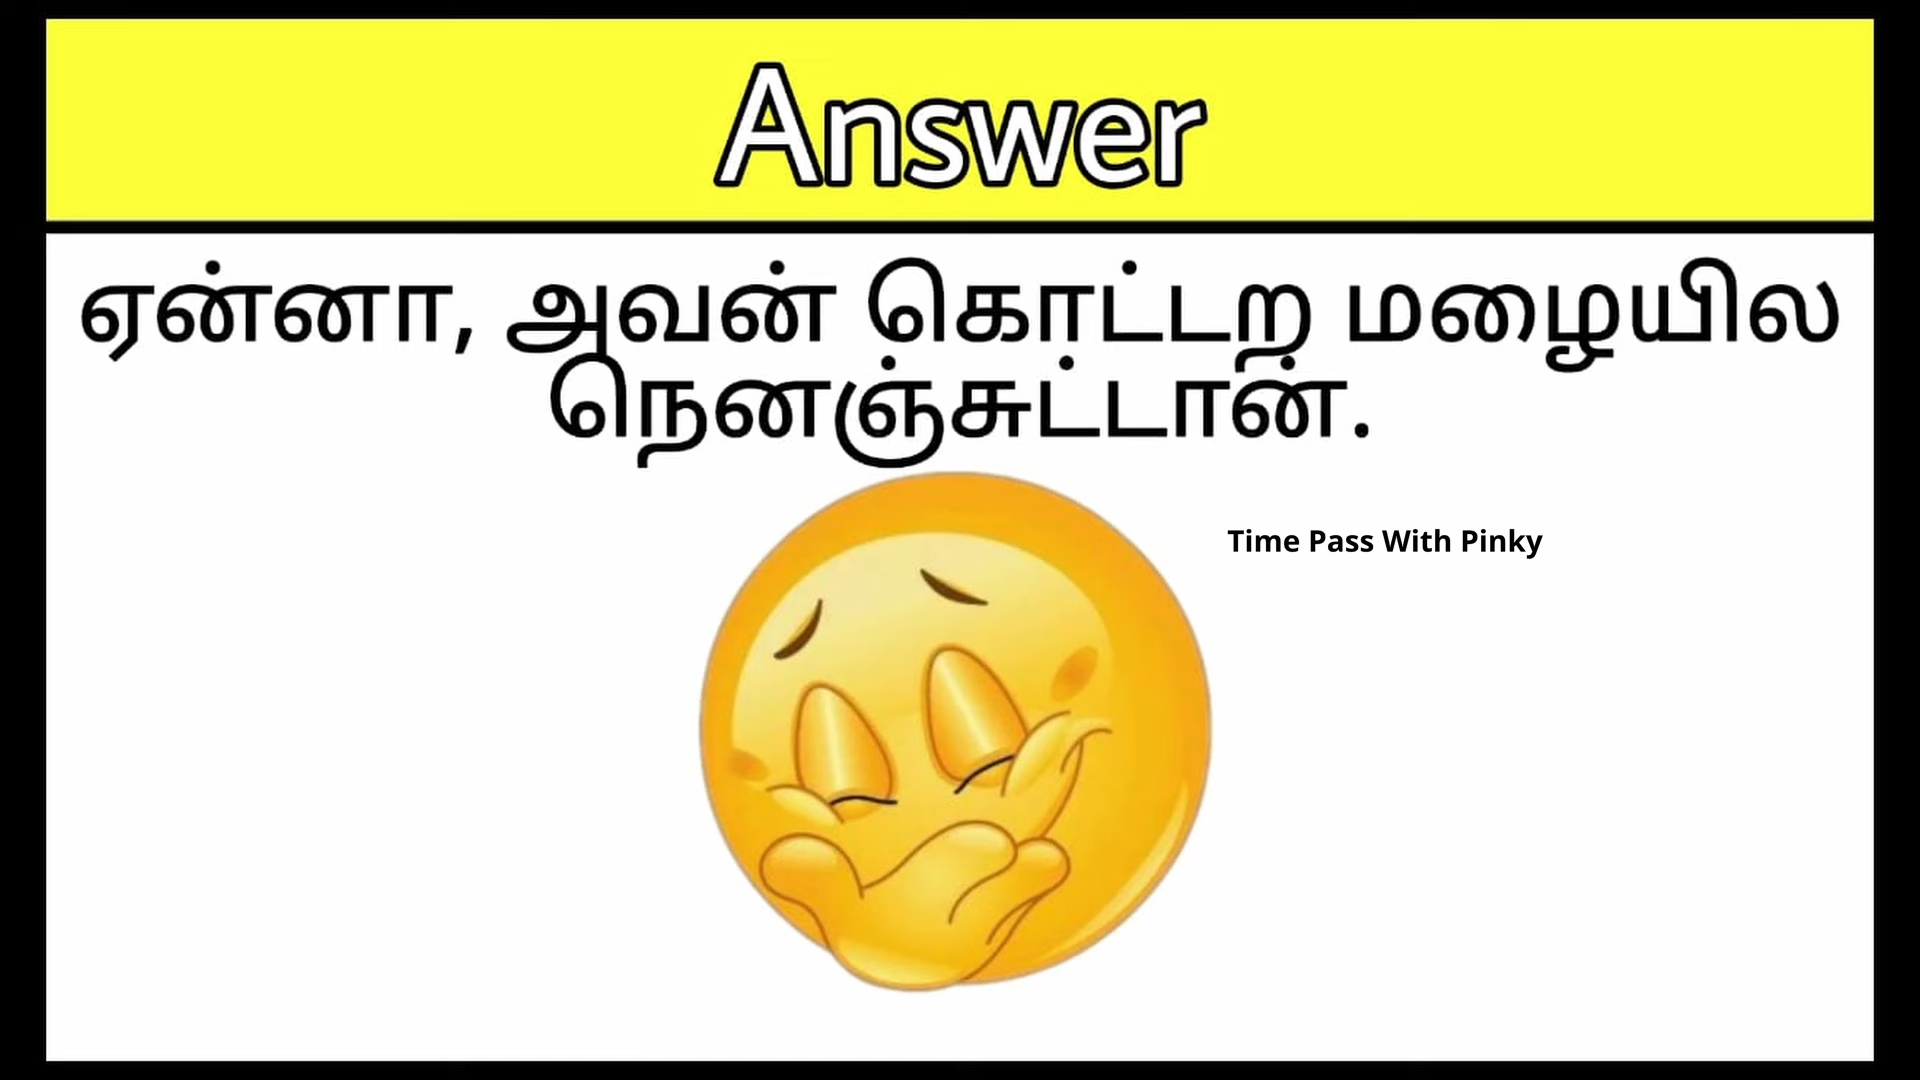 Answer
ஏன்னா, அவன் கொட்டற மழையில
நெனஞ்சுட்டான்.
Time Pass With Pinky